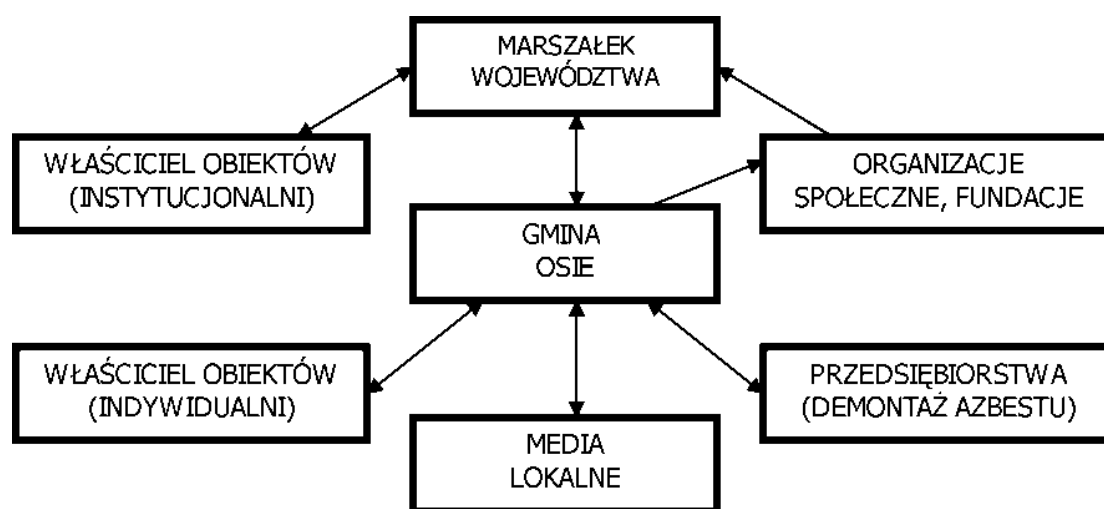 MARSZAŁEK
WOJEWÓDZTWA
WŁAŚCICIEL OBIEKTÓW
(INSTYTUCJONALNI)
ORGANIZACJE
SPOŁECZNE, FUNDACJE
GMINA
OSIE
WŁAŚCICIEL OBIEKTÓW
(INDYWIDUALNI)
PRZEDSIĘBIORSTWA
(DEMONTAŻ AZBESTU)
MEDIA
LOKALNE